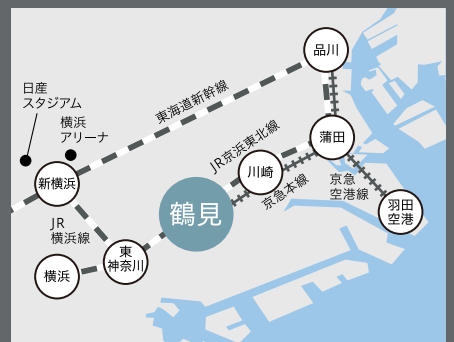 品川
日産
スタジアム
東海道新幹線
横浜
アリーナ
JR京浜東北線
蒲田
川崎
新横浜
京急本線
京急
空港線
鶴見
羽田
空港
JR
横浜線
東
神奈川
横浜